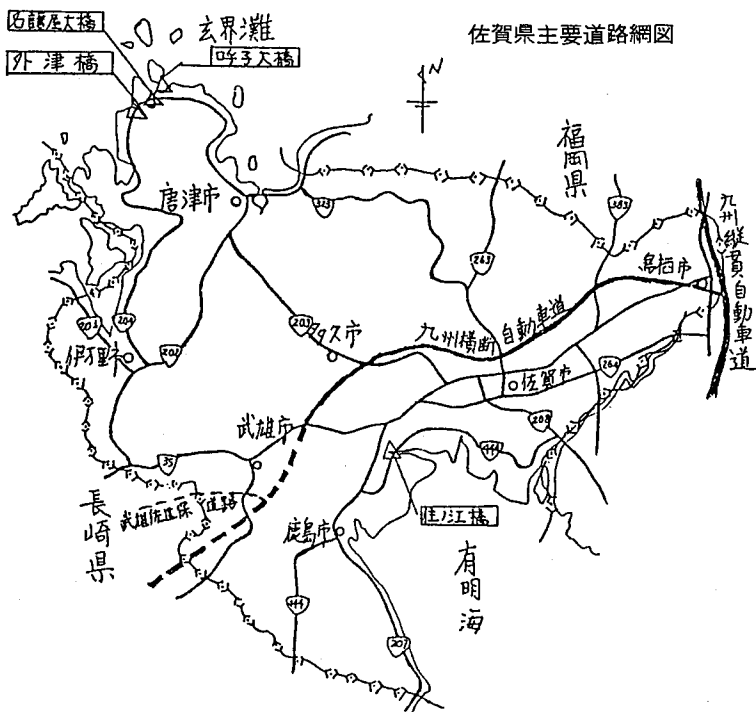 佐賀県主要道路網図
名護屋大橋
外津橋
玄界灘
呼子大橋
N
福岡県
唐津市
323
385
263
鳥栖市
九州縦貫自動車道
203
多久市
九州横断自動車道
204
202
伊万里市
264
佐賀市
208
武雄市
35
444
武雄佐世保道路
長崎県
住ノ江橋
鹿島市
有明海
444
207